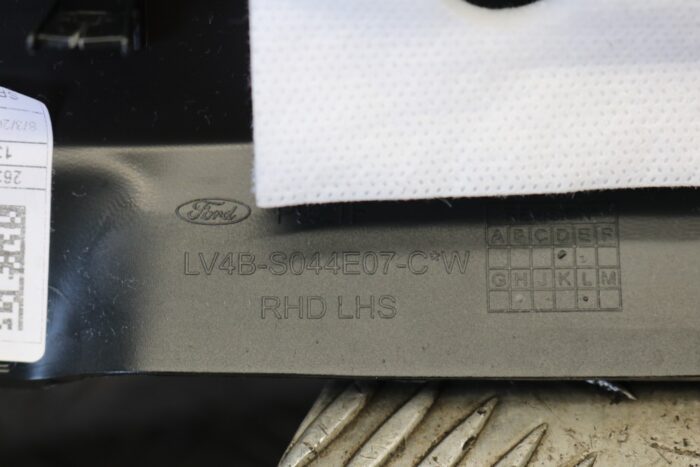 Ford
LV4B-S044E07-C*W
RHD LHS
A B C D E F
G H J K L M